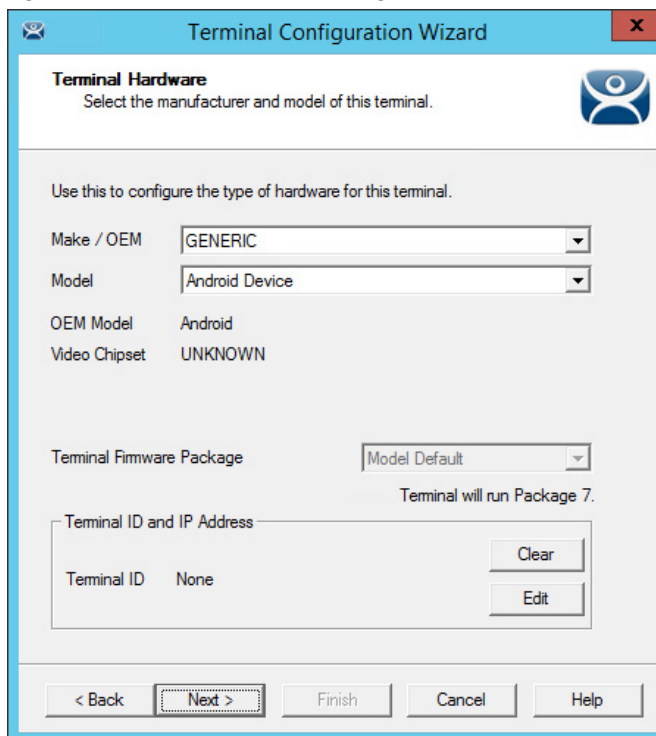 Terminal Configuration Wizard
x
Terminal Hardware
Select the manufacturer and model of this terminal.
Use this to configure the type of hardware for this terminal.
Make / OEM GENERIC
Model Android Device
OEM Model Android
Video Chipset UNKNOWN
Terminal Firmware Package Model Default
Terminal will run Package 7.
Terminal ID and IP Address
Clear
Terminal ID None
Edit
< Back Next > Finish Cancel Help